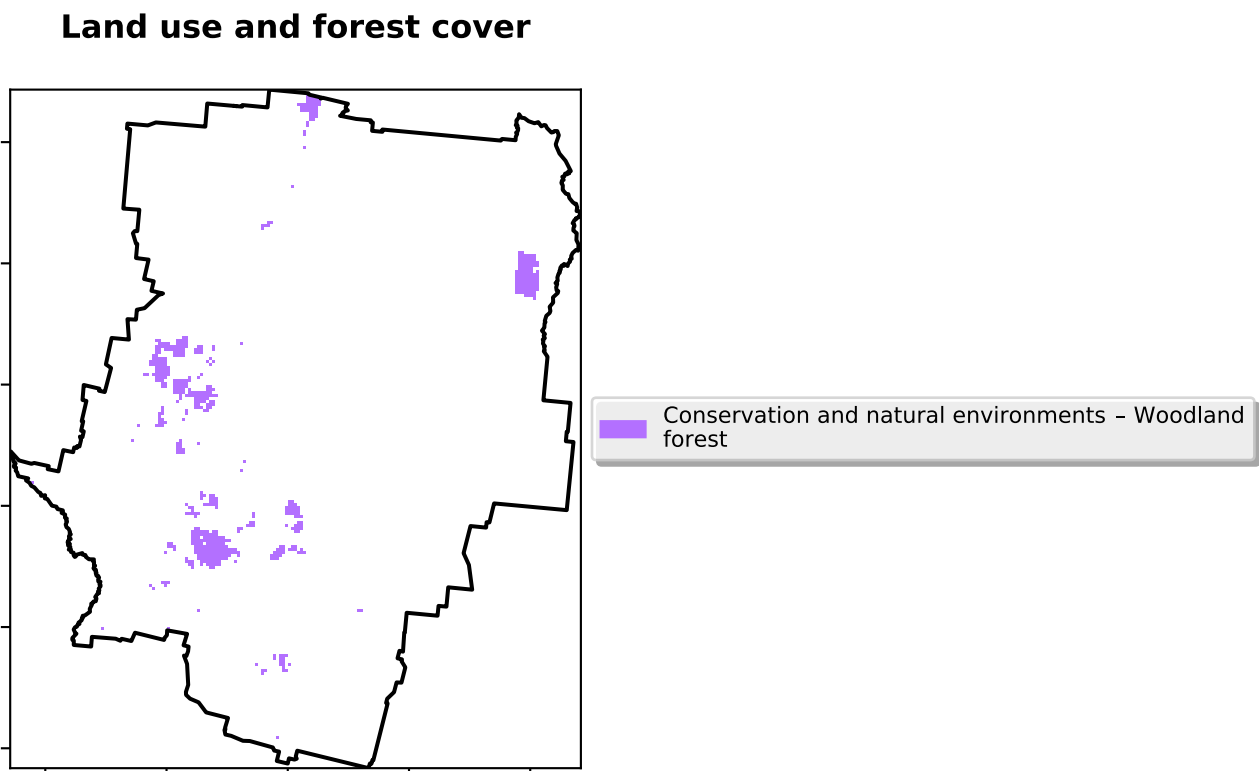 Land use and forest cover
Conservation and natural environments – Woodland
forest